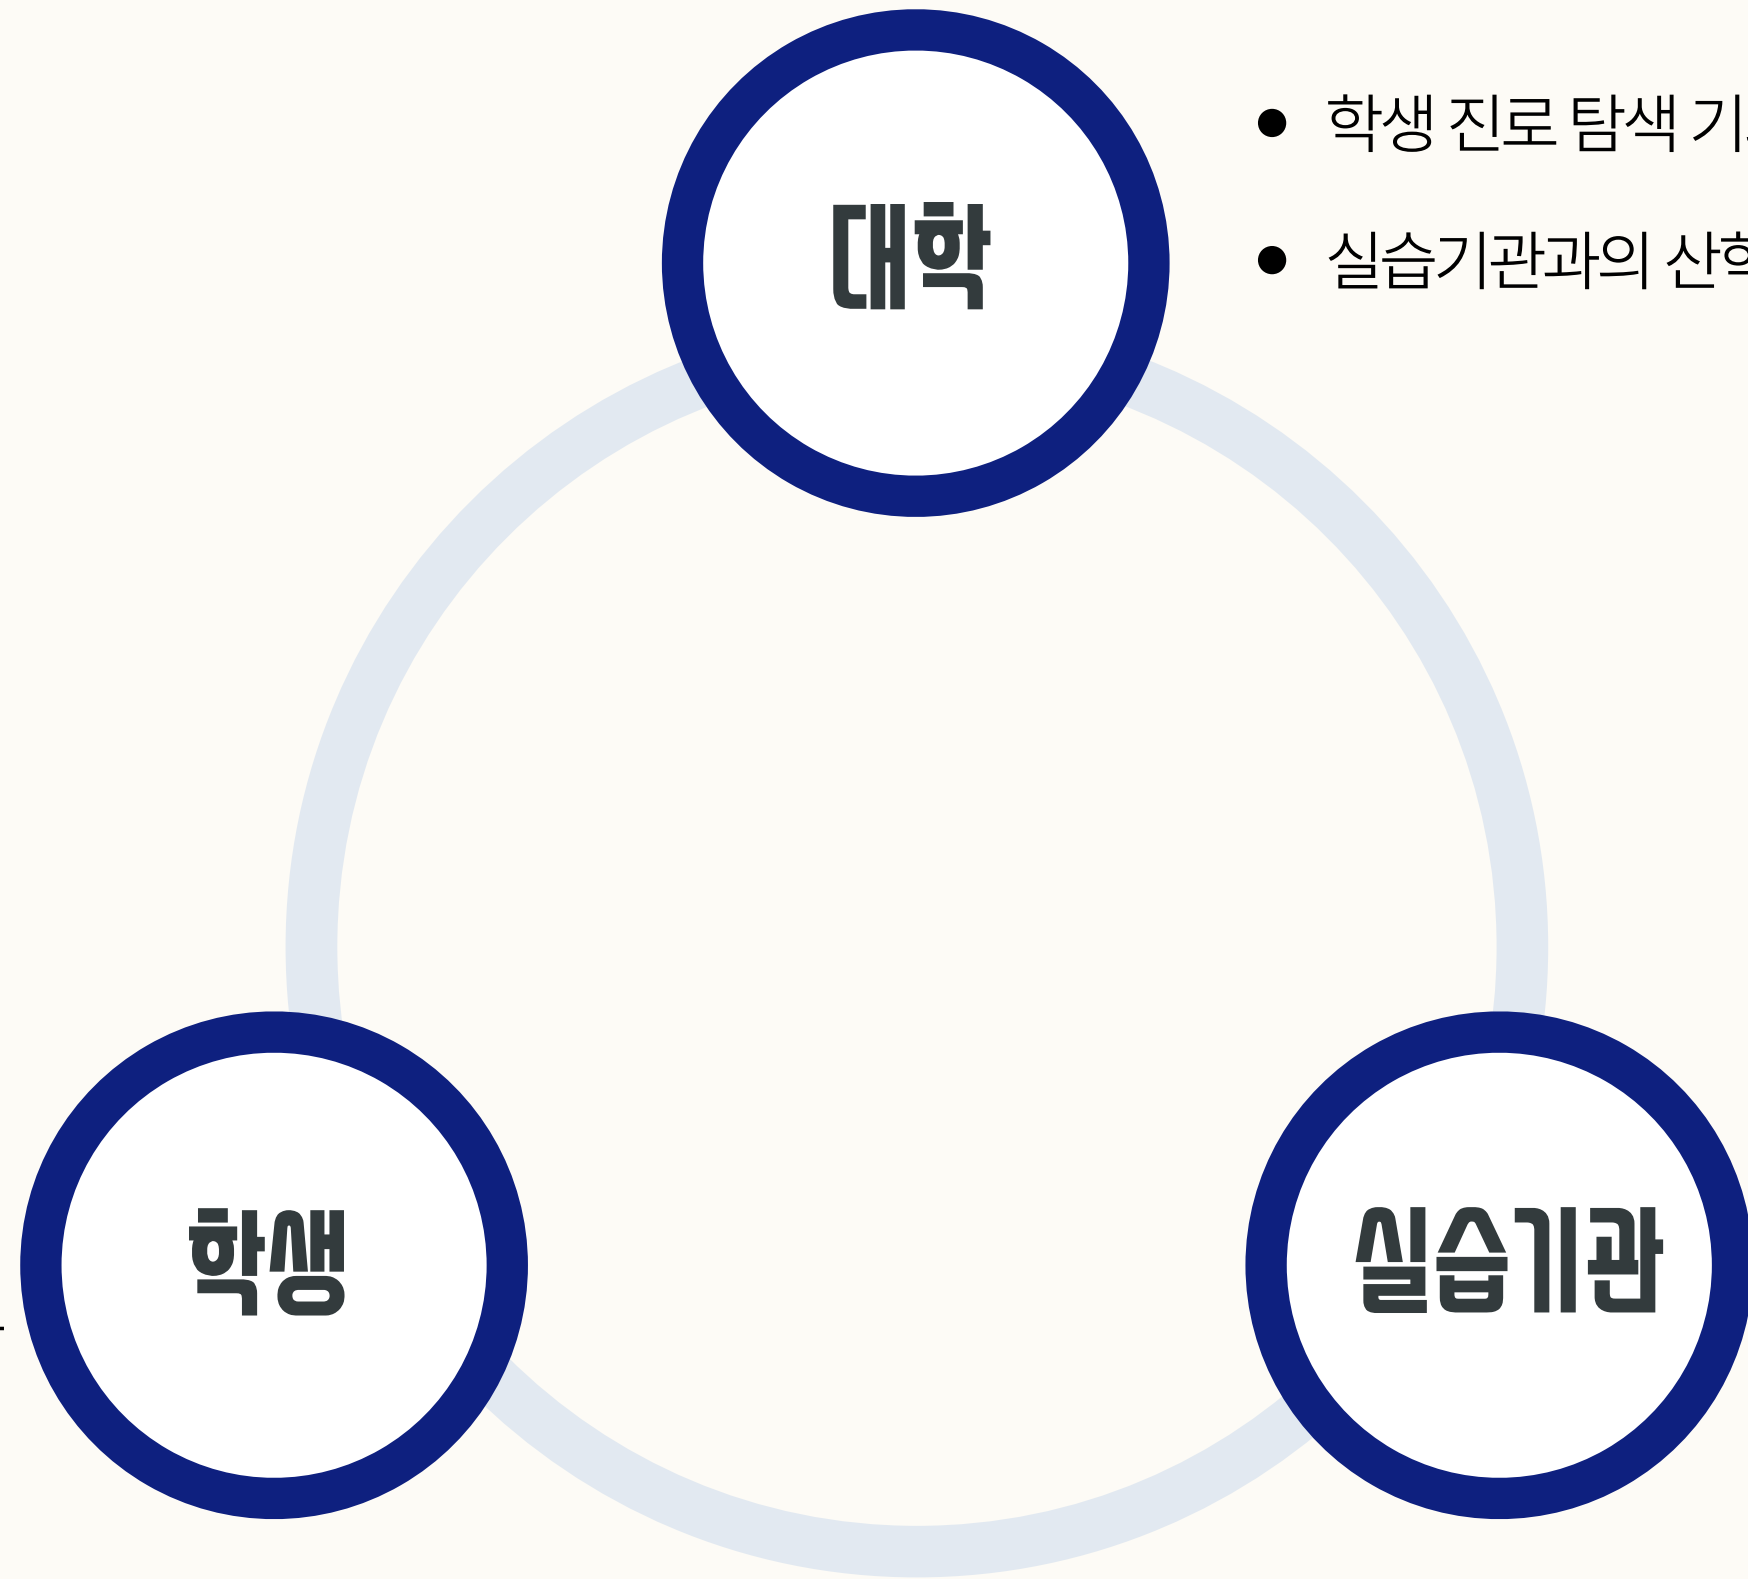 대학
● 학생 진로 탐색
● 실습기관과의
학생
실습기관